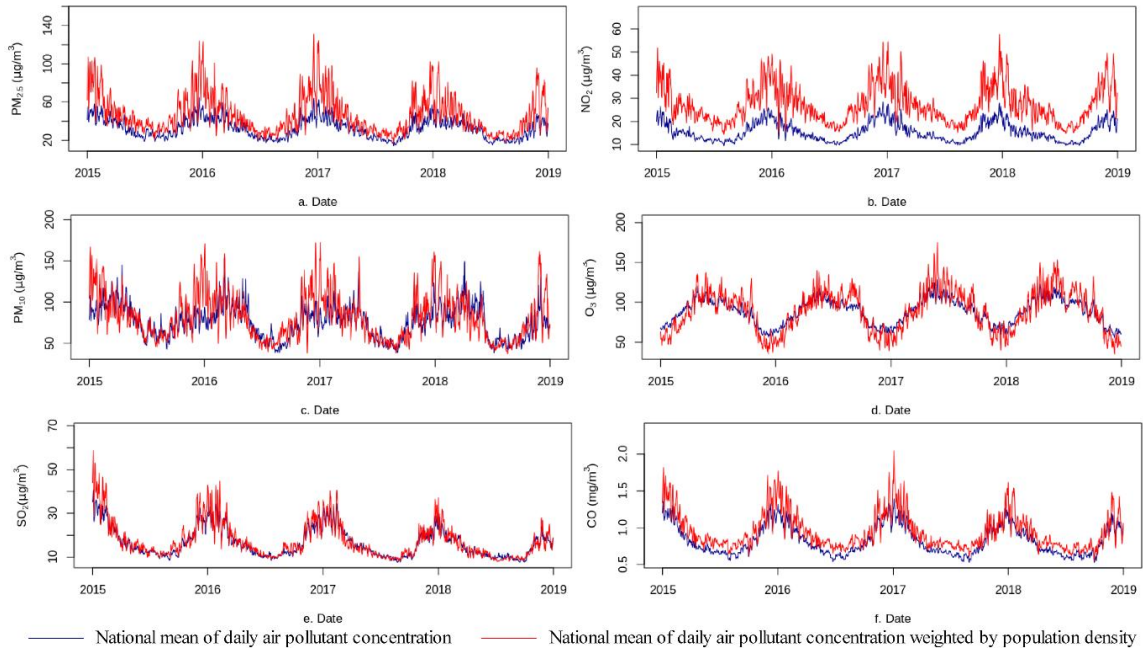 PM2.5 (µg/m³)
140
100
60
20
2015 2016 2017 2018 2019
a. Date
NO2 (µg/m³)
60
50
40
30
20
10
2015 2016 2017 2018 2019
b. Date
PM10 (µg/m³)
200
150
100
50
2015 2016 2017 2018 2019
c. Date
O3 (µg/m³)
200
150
100
50
2015 2016 2017 2018 2019
d. Date
SO2(µg/m³)
70
50
30
10
2015 2016 2017 2018 2019
e. Date
CO (mg/m³)
2.0
1.5
1.0
0.5
2015 2016 2017 2018 2019
f. Date
National mean of daily air pollutant concentration
National mean of daily air pollutant concentration weighted by population density